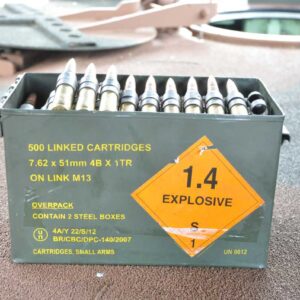 500 LINKED CARTRIDGES
7.62 x 51mm 4B X 1TR
ON LINK M13
OVERPACK
CONTAIN 2 STEEL BOXES
4A/Y 22/S/12
BR/CBC/DPC-140/2007
CARTRIDGES, SMALL ARMS
1.4
EXPLOSIVE
S
1
UN 0012